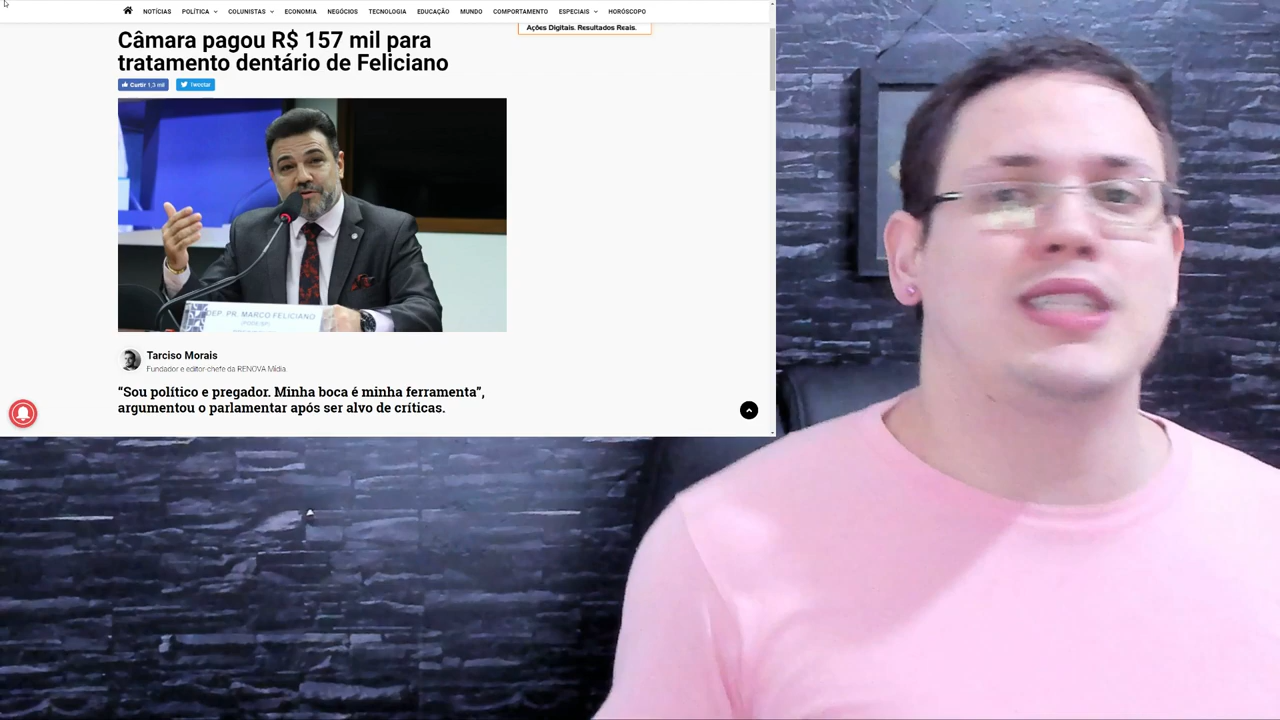 NOTÍCIAS POLÍTICA COLUNISTAS ECONOMIA NEGÓCIOS TECNOLOGIA EDUCAÇÃO MUNDO COMPORTAMENTO ESPECIAIS HORÓSCOPO
Ações Digitais. Resultados Reais.
Câmara pagou R$ 157 mil para
tratamento dentário de Feliciano
Curtir 1,3 mil Tweetar
DEP. PR. MARCO FELICIANO
Tarciso Morais
Fundador e editor-chefe da RENOVA Mídia.
“Sou político e pregador. Minha boca é minha ferramenta”,
argumentou o parlamentar após ser alvo de críticas.